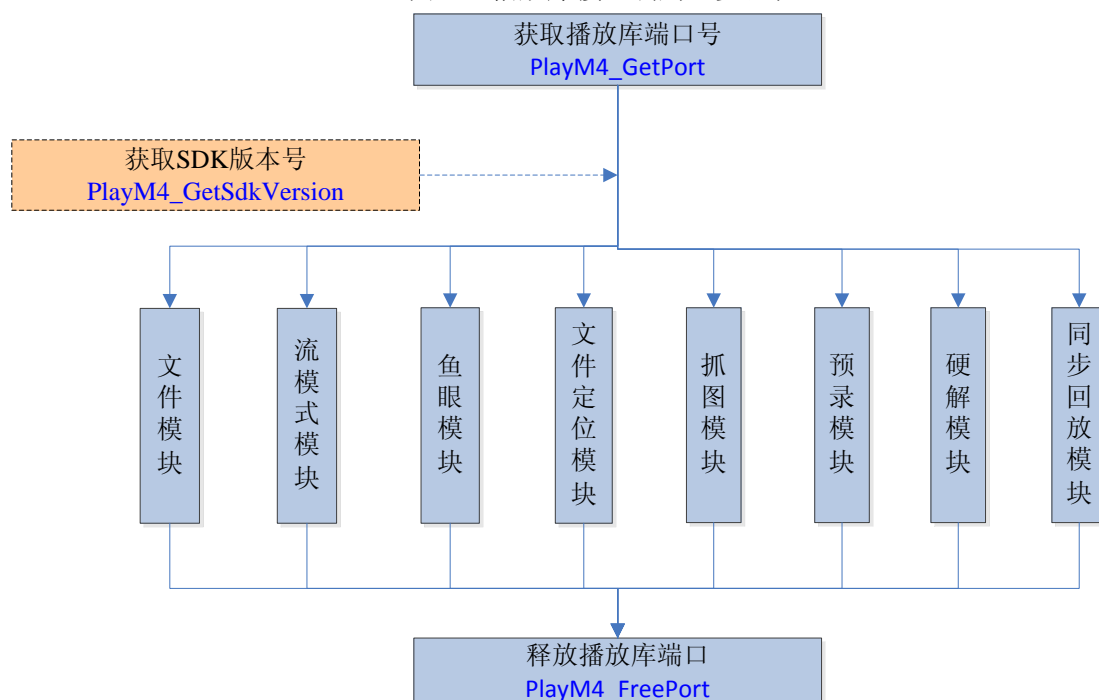 获取播放库端口号
PlayM4_GetPort
获取SDK版本号
PlayM4_GetSdkVersion
文件模块
流模式模块
鱼眼模块
文件定位模块
抓图模块
预录模块
硬解模块
同步回放模块
释放播放库端口
PlayM4_FreePort